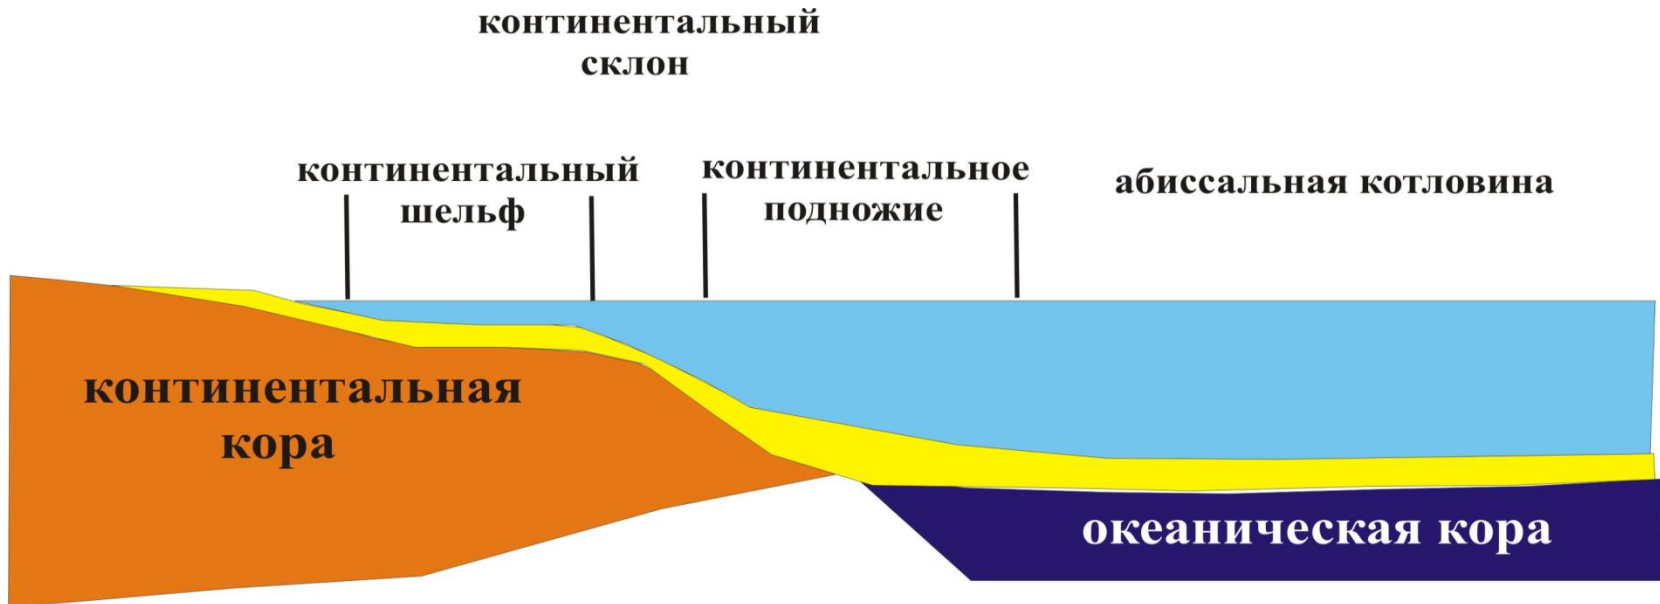 континентальный
склон
континентальный
шельф
континентальное
подножие
абиссальная котловина
континентальная
кора
океаническая кора